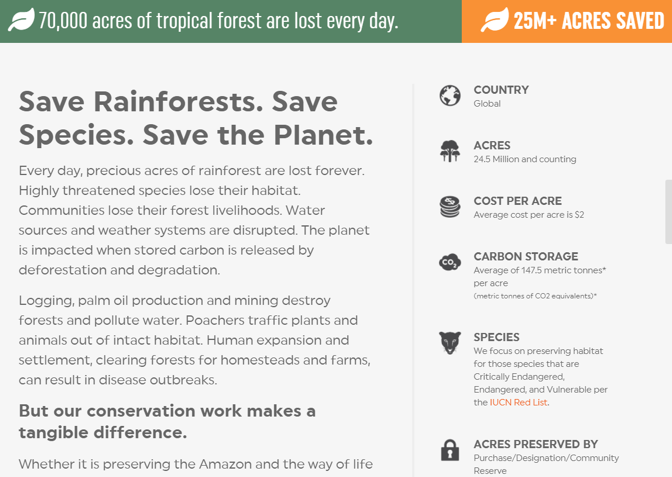 70,000 acres of tropical forest are lost every day.
25M+ ACRES SAVED
Save Rainforests. Save
Species. Save the Planet.
Every day, precious acres of rainforest are lost forever.
Highly threatened species lose their habitat.
Communities lose their forest livelihoods. Water
sources and weather systems are disrupted. The planet
is impacted when stored carbon is released by
deforestation and degradation.
Logging, palm oil production and mining destroy
forests and pollute water. Poachers traffic plants and
animals out of intact habitat. Human expansion and
settlement, clearing forests for homesteads and farms,
can result in disease outbreaks.
But our conservation work makes a
tangible difference.
Whether it is preserving the Amazon and the way of life
COUNTRY
Global
ACRES
24.5 Million and counting
COST PER ACRE
Average cost per acre is $2
CO2
CARBON STORAGE
Average of 147.5 metric tonnes*
per acre
(metric tonnes of CO2 equivalents)*
SPECIES
We focus on preserving habitat
for those species that are
Critically Endangered,
Endangered, and Vulnerable per
the IUCN Red List.
ACRES PRESERVED BY
Purchase/Designation/Community
Reserve